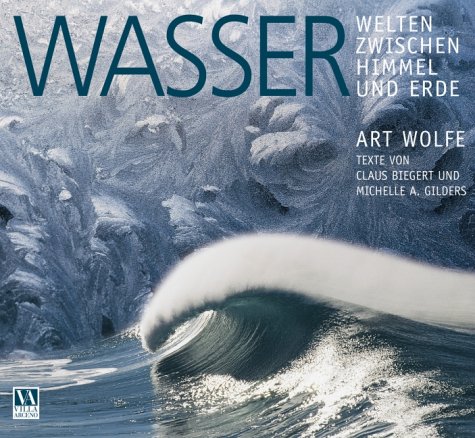 WASSER
WELTEN
ZWISCHEN
HIMMEL
UND ERDE
ART WOLFE
TEXTE VON
CLAUS BIEGERT UND
MICHELLE A. GILDERS
VA
VILLA
ARCENO